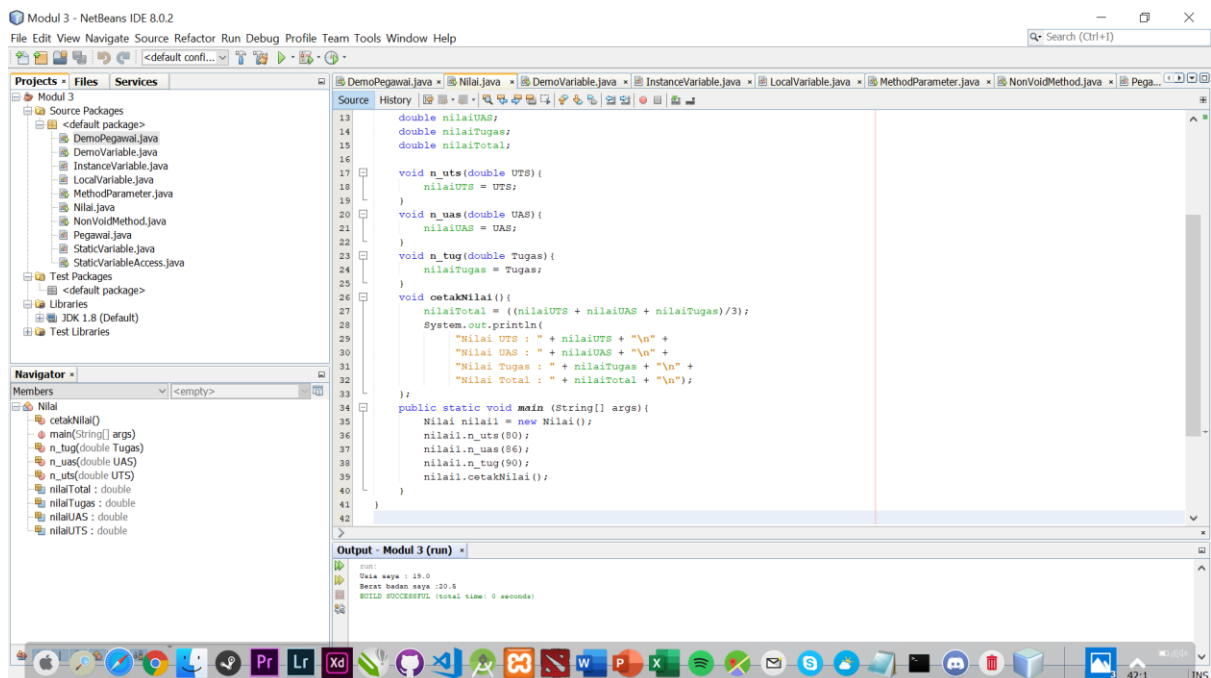 Modul 3 - NetBeans IDE 8.0.2
File Edit View Navigate Source Refactor Run Debug Profile Team Tools Window Help
Search (Ctrl+I)
<default confi...
Projects Files Services
Modul 3
Source Packages
<default package>
DemoPegawai.java
DemoVariable.java
InstanceVariable.java
LocalVariable.java
MethodParameter.java
Nilai.java
NonVoidMethod.java
Pegawai.java
StaticVariable.java
StaticVariableAccess.java
Test Packages
<default package>
Libraries
JDK 1.8 (Default)
Test Libraries
Navigator
Members <empty>
Nilai
cetakNilai()
main(String[] args)
n_tug(double Tugas)
n_uas(double UAS)
n_uts(double UTS)
nilaiTotal : double
nilaiTugas : double
nilaiUAS : double
nilaiUTS : double
DemoPegawai.java Nilai.java DemoVariable.java InstanceVariable.java LocalVariable.java MethodParameter.java NonVoidMethod.java Pega...
Source History
13 double nilaiUAS;
14 double nilaiTugas;
15 double nilaiTotal;
16
17 void n_uts(double UTS){
18 nilaiUTS = UTS;
19 }
20 void n_uas(double UAS){
21 nilaiUAS = UAS;
22 }
23 void n_tug(double Tugas){
24 nilaiTugas = Tugas;
25 }
26 void cetakNilai(){
27 nilaiTotal = ((nilaiUTS + nilaiUAS + nilaiTugas)/3);
28 System.out.println(
29 "Nilai UTS : " + nilaiUTS + "\n" +
30 "Nilai UAS : " + nilaiUAS + "\n" +
31 "Nilai Tugas : " + nilaiTugas + "\n" +
32 "Nilai Total : " + nilaiTotal + "\n");
33 };
34 public static void main (String[] args){
35 Nilai nilai1 = new Nilai();
36 nilai1.n_uts(80);
37 nilai1.n_uas(86);
38 nilai1.n_tug(90);
39 nilai1.cetakNilai();
40 }
41 }
42
Output - Modul 3 (run)
run:
Usia saya : 19.0
Berat badan saya :20.5
BUILD SUCCESSFUL (total time: 0 seconds)
Pr Lr Xd
42:1 INS